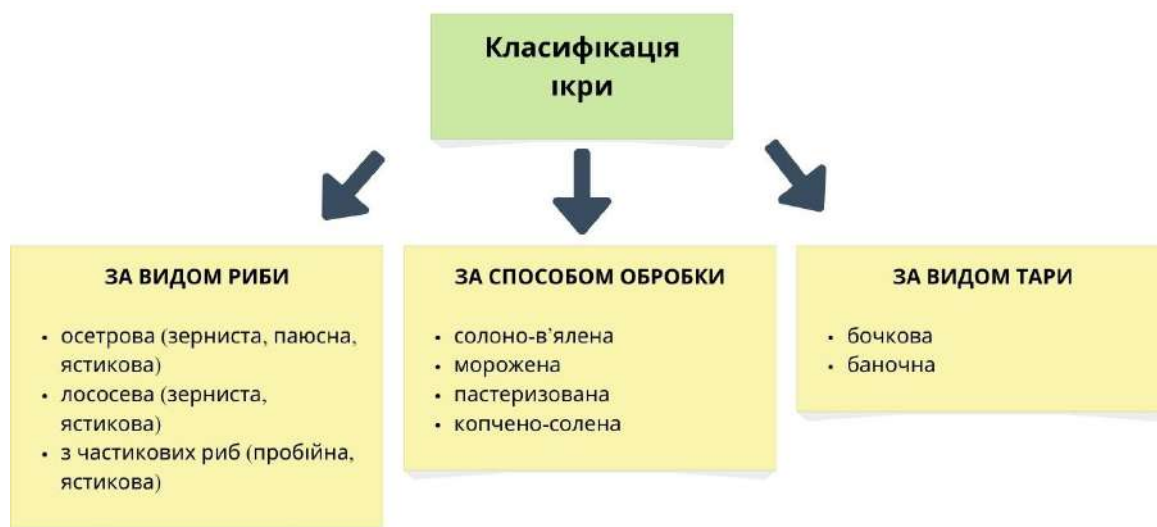 Класифікація
ікри
ЗА ВИДОМ РИБИ
• осетрова (зерниста, паюсна,
ястикова)
• лососева (зерниста,
ястикова)
• з частикових риб (пробійна,
ястикова)
ЗА СПОСОБОМ ОБРОБКИ
• солоно-в'ялена
• морожена
• пастеризована
• копчено-солена
ЗА ВИДОМ ТАРИ
• бочкова
• баночна